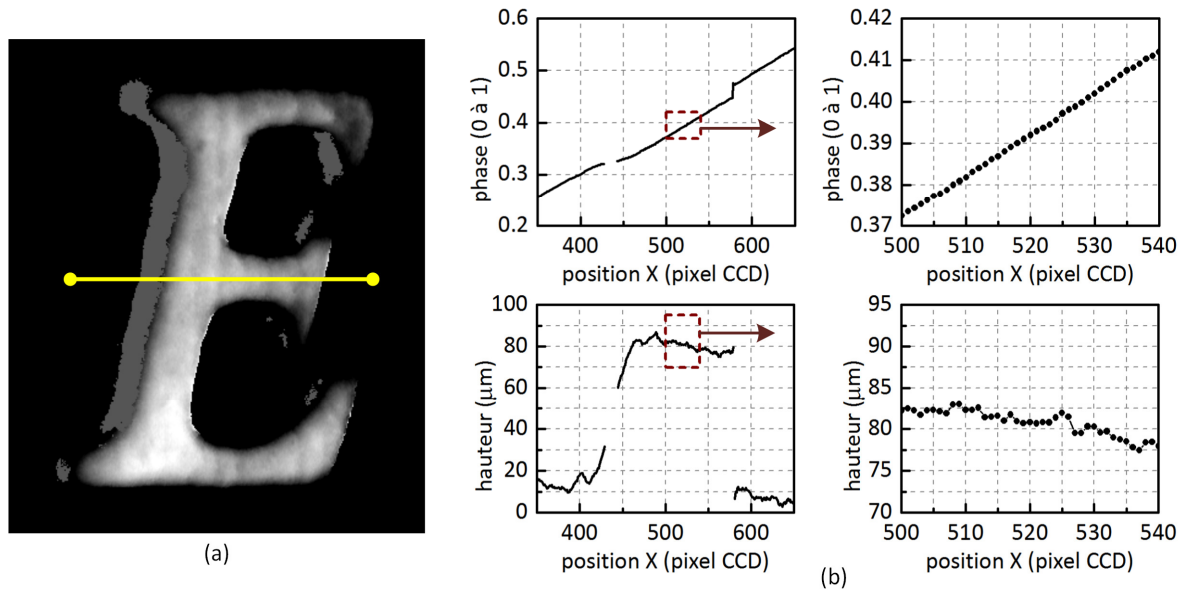 E
(a)
0.6
0.5
0.4
0.3
0.2
phase (0 à 1)
400 500 600
position X (pixel CCD)
0.42
0.41
0.40
0.39
0.38
0.37
phase (0 à 1)
500 510 520 530 540
position X (pixel CCD)
100
80
60
40
20
0
hauteur (µm)
400 500 600
position X (pixel CCD)
95
90
85
80
75
70
hauteur (µm)
500 510 520 530 540
position X (pixel CCD)
(b)